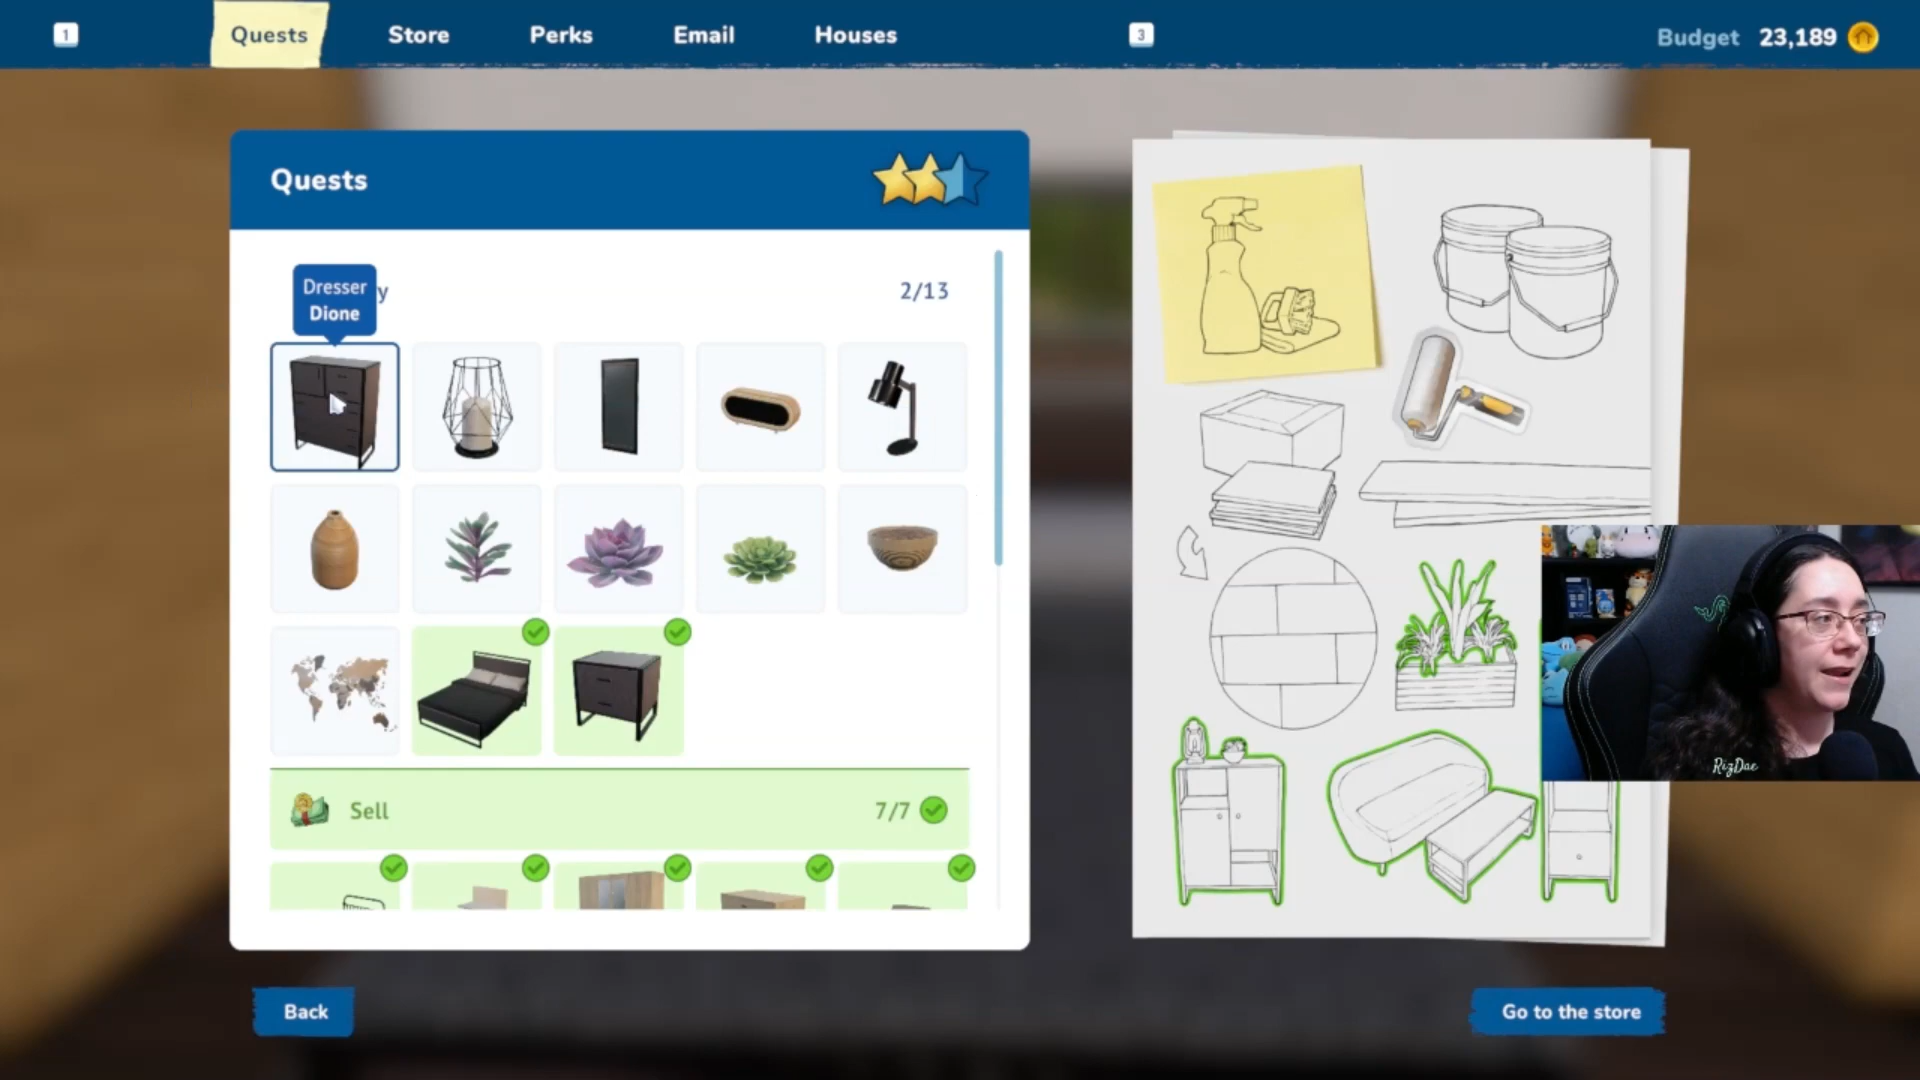 1
Quests
Store
Perks
Email
Houses
3
Budget 23,189
Quests
Dresser
Dione
y
2/13
Sell
7/7
RizDae
Back
Go to the store